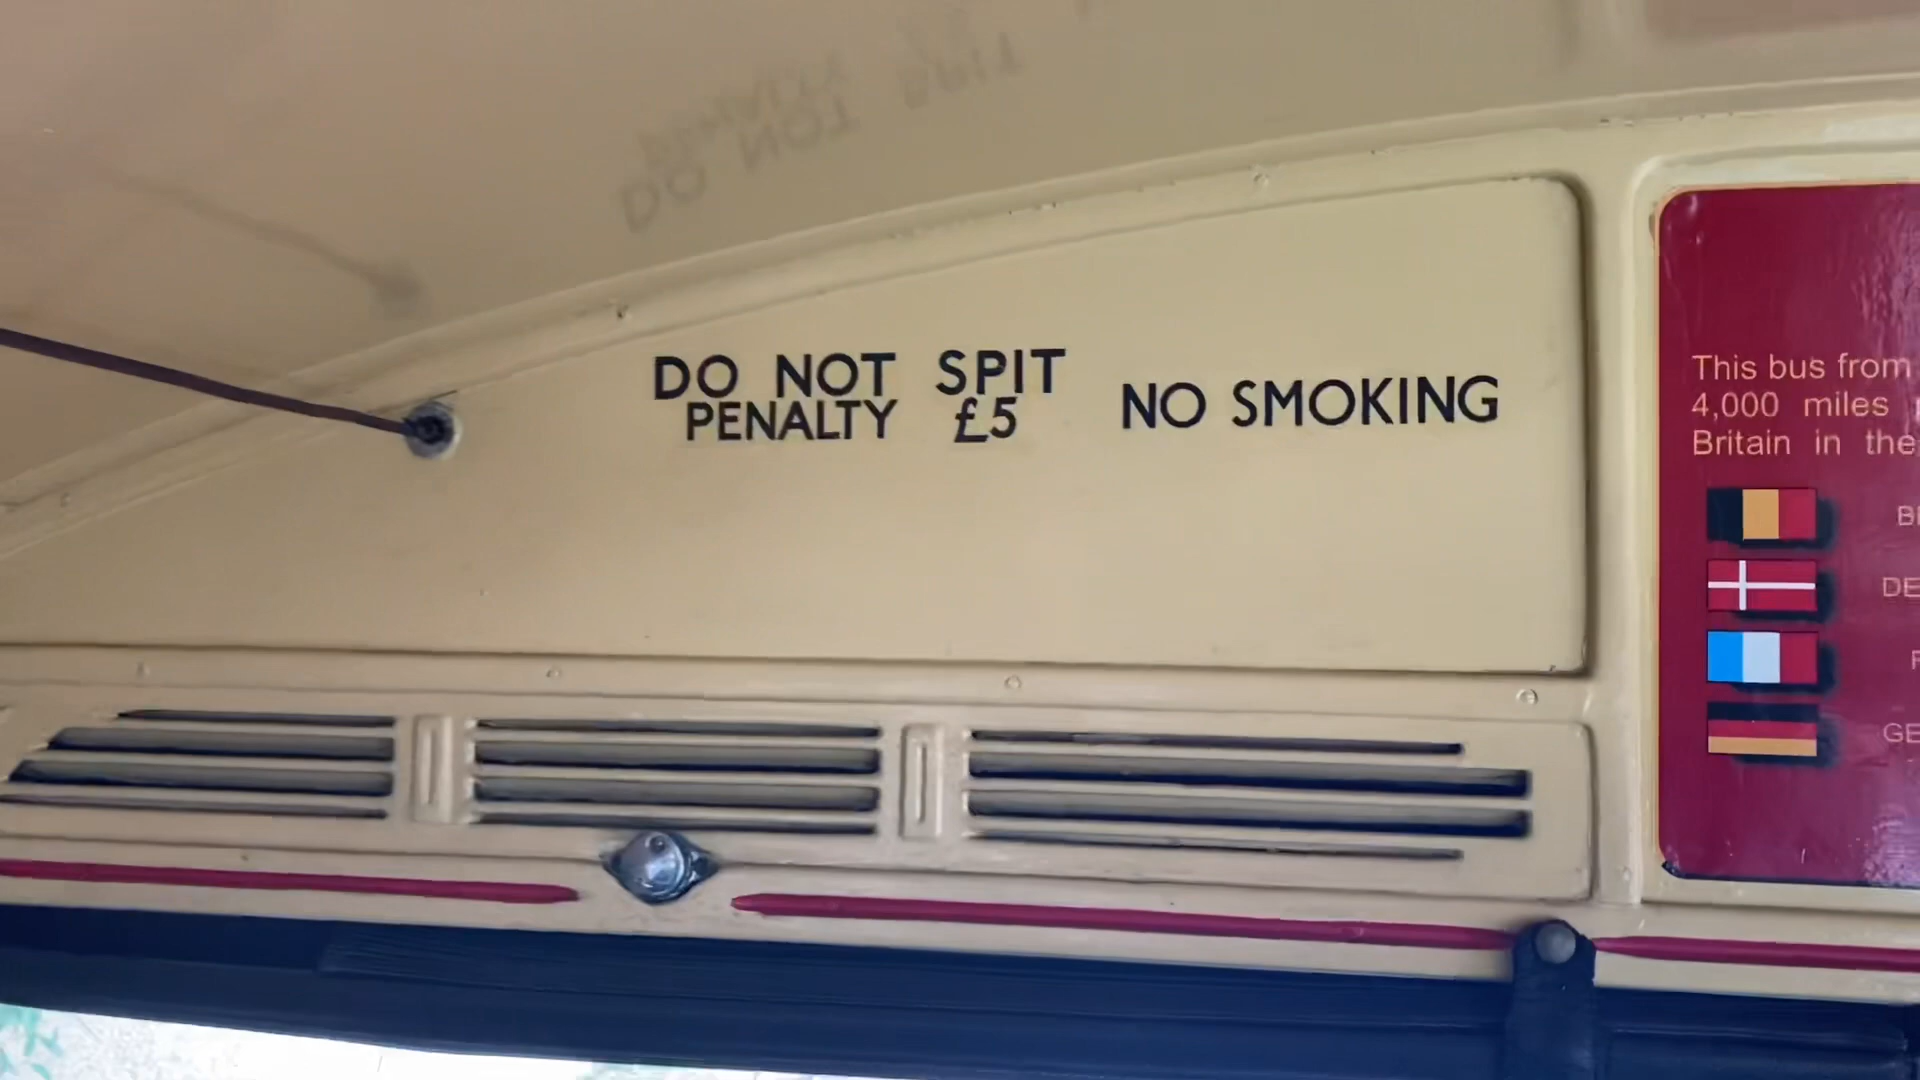 DO NOT SPIT
PENALTY £5
NO SMOKING
This bus from
4,000 miles
Britain in the